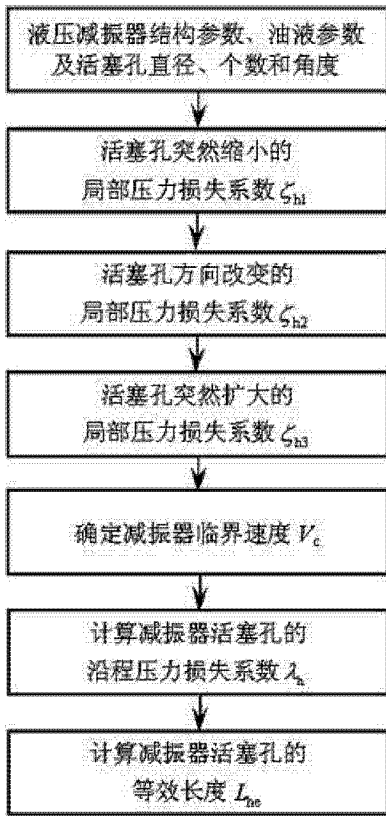 液压减振器结构参数、油液参数
及活塞孔直径、个数和角度
活塞孔突然缩小的
局部压力损失系数 ζh1
活塞孔方向改变的
局部压力损失系数 ζh2
活塞孔突然扩大的
局部压力损失系数 ζh3
确定减振器临界速度 Vc
计算减振器活塞孔的
沿程压力损失系数 λh
计算减振器活塞孔的
等效长度 Lhe